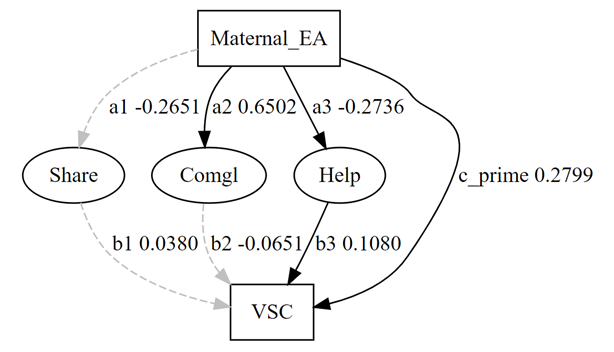 Maternal_EA
a1 -0.2651
a2 0.6502
a3 -0.2736
Share
Comgl
Help
c_prime 0.2799
b1 0.0380
b2 -0.0651
b3 0.1080
VSC